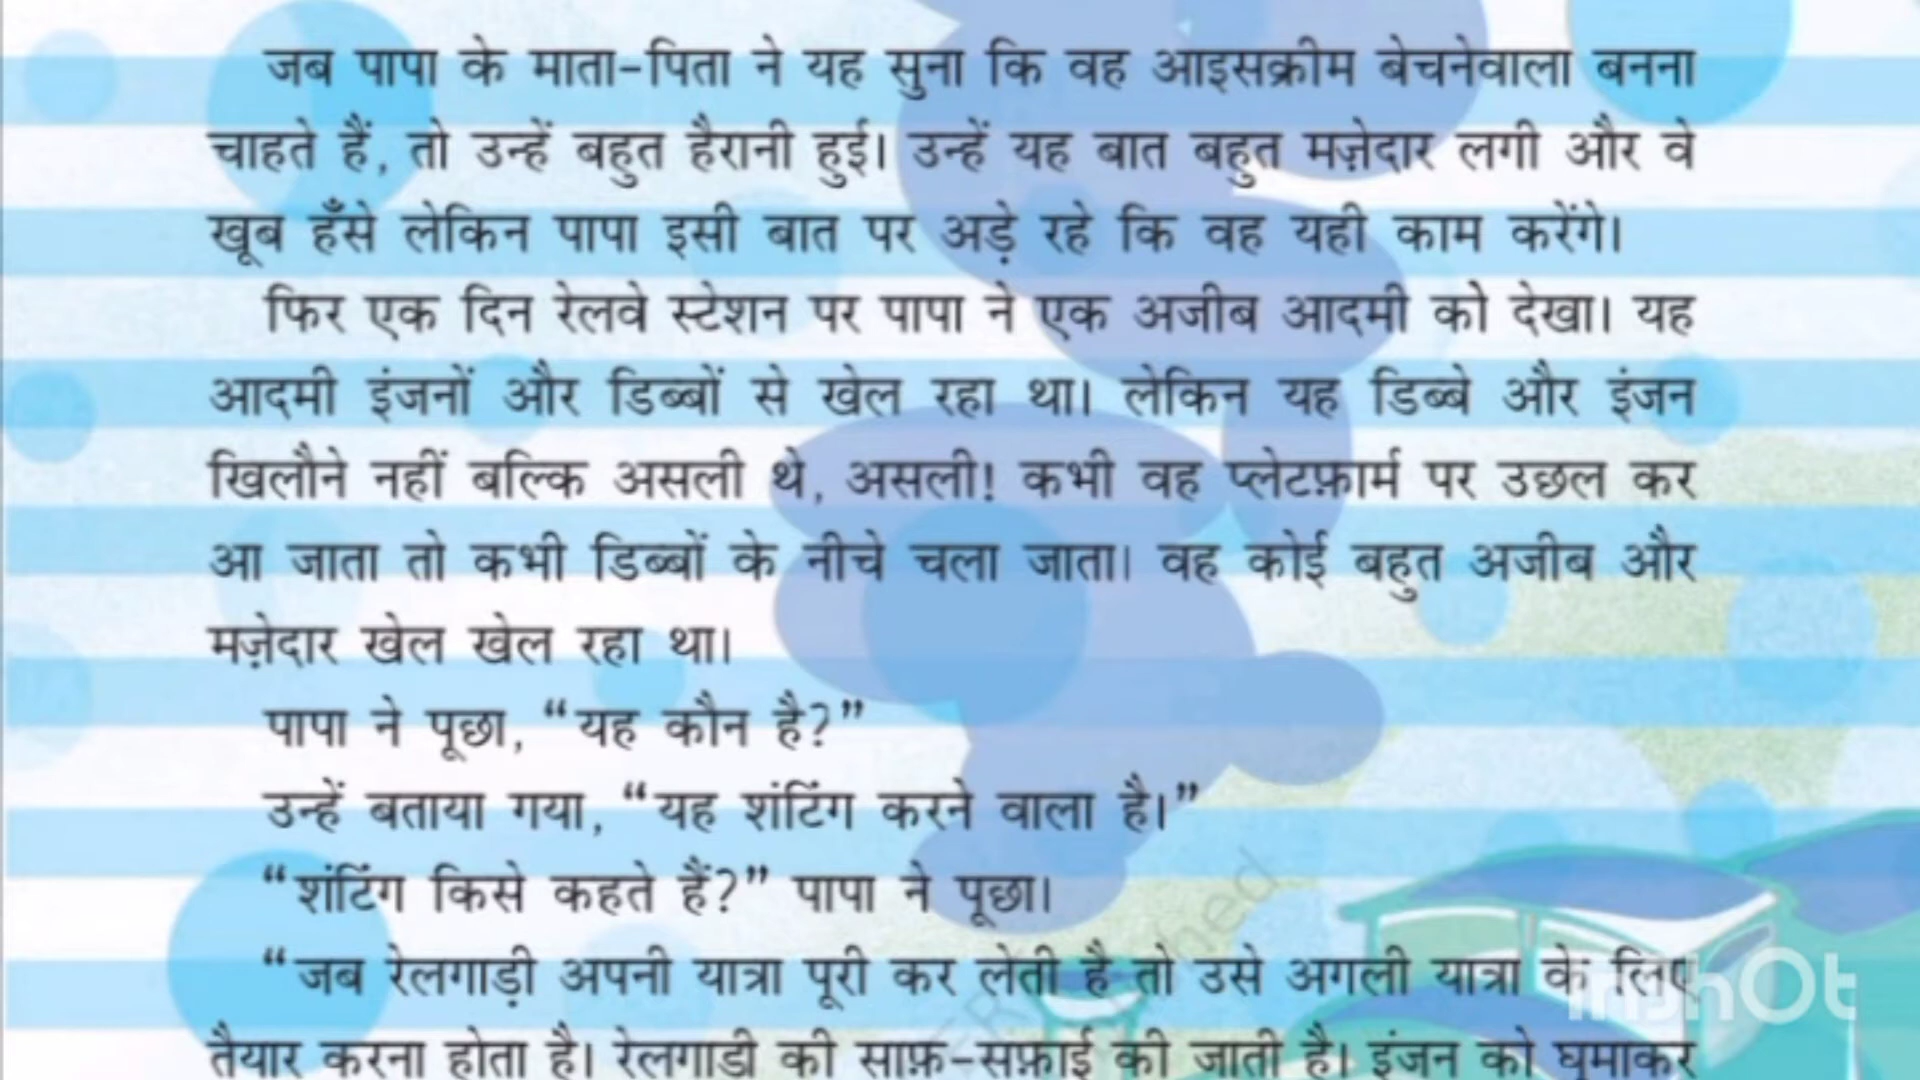 जब पापा के माता-पिता ने यह सुना कि वह आइसक्रीम बेचनेवाला बनना
चाहते हैं, तो उन्हें बहुत हैरानी हुई। उन्हें यह बात बहुत मज़ेदार लगी और वे
खूब हँसे लेकिन पापा इसी बात पर अड़े रहे कि वह यही काम करेंगे।
फिर एक दिन रेलवे स्टेशन पर पापा ने एक अजीब आदमी को देखा। यह
आदमी इंजनों और डिब्बों से खेल रहा था। लेकिन यह डिब्बे और इंजन
खिलौने नहीं बल्कि असली थे, असली! कभी वह प्लेटफ़ार्म पर उछल कर
आ जाता तो कभी डिब्बों के नीचे चला जाता। वह कोई बहुत अजीब और
मज़ेदार खेल खेल रहा था।
पापा ने पूछा, “यह कौन है?”
उन्हें बताया गया, “यह शंटिंग करने वाला है।”
“शंटिंग किसे कहते हैं?” पापा ने पूछा।
“जब रेलगाड़ी अपनी यात्रा पूरी कर लेती है तो उसे अगली यात्रा के लिए
तैयार करना होता है। रेलगाडी की साफ़-सफ़ाई की जाती है। इंजन को घुमाकर
InShOt